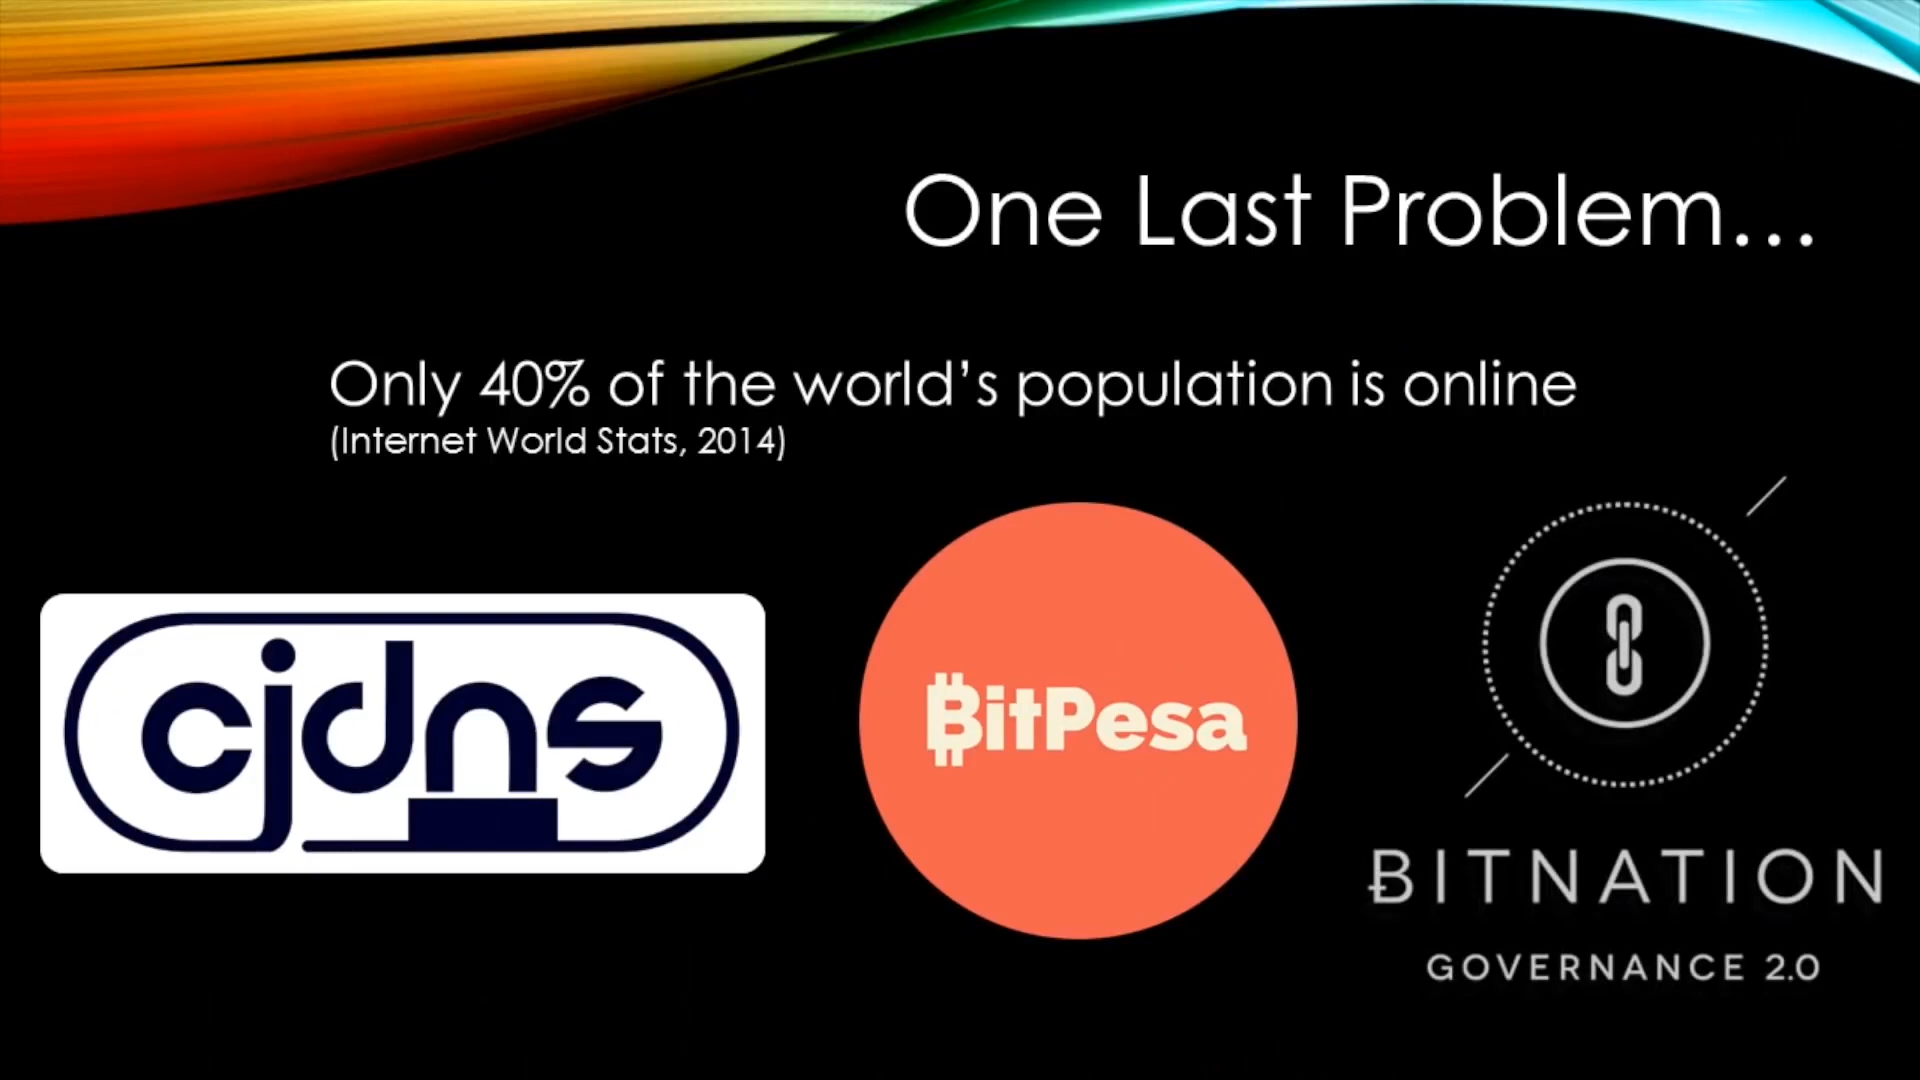 One Last Problem...
Only 40% of the world's population is online
(Internet World Stats, 2014)
cjdns
BitPesa
BITNATION
GOVERNANCE 2.0